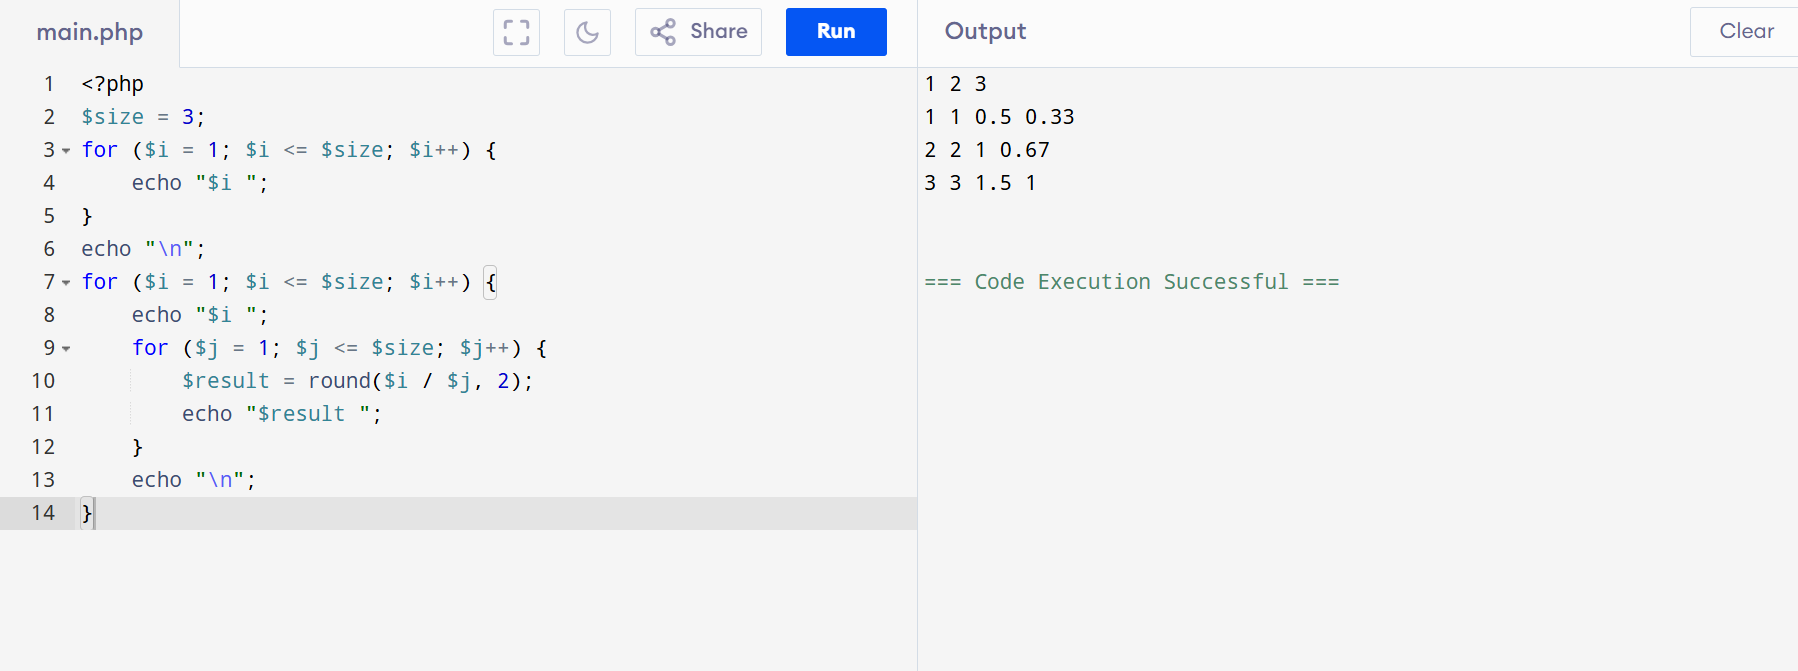 main.php
Share
Run
Output
Clear
1 <?php
2 $size = 3;
3 for ($i = 1; $i <= $size; $i++) {
4     echo "$i ";
5 }
6 echo "\n";
7 for ($i = 1; $i <= $size; $i++) {
8     echo "$i ";
9     for ($j = 1; $j <= $size; $j++) {
10         $result = round($i / $j, 2);
11         echo "$result ";
12     }
13     echo "\n";
14 }
1 2 3
1 1 0.5 0.33
2 2 1 0.67
3 3 1.5 1
=== Code Execution Successful ===